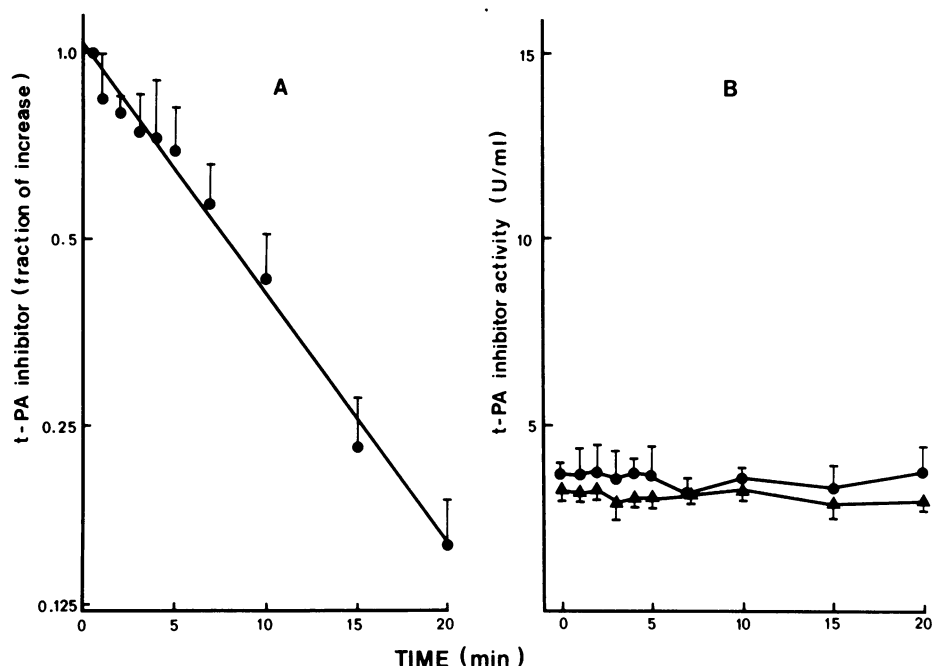 A
B
t-PA inhibitor (fraction of increase)
1.0
0.5
0.25
0.125
0 5 10 15 20
t-PA inhibitor activity (U/ml)
15
10
5
0 5 10 15 20
TIME (min)